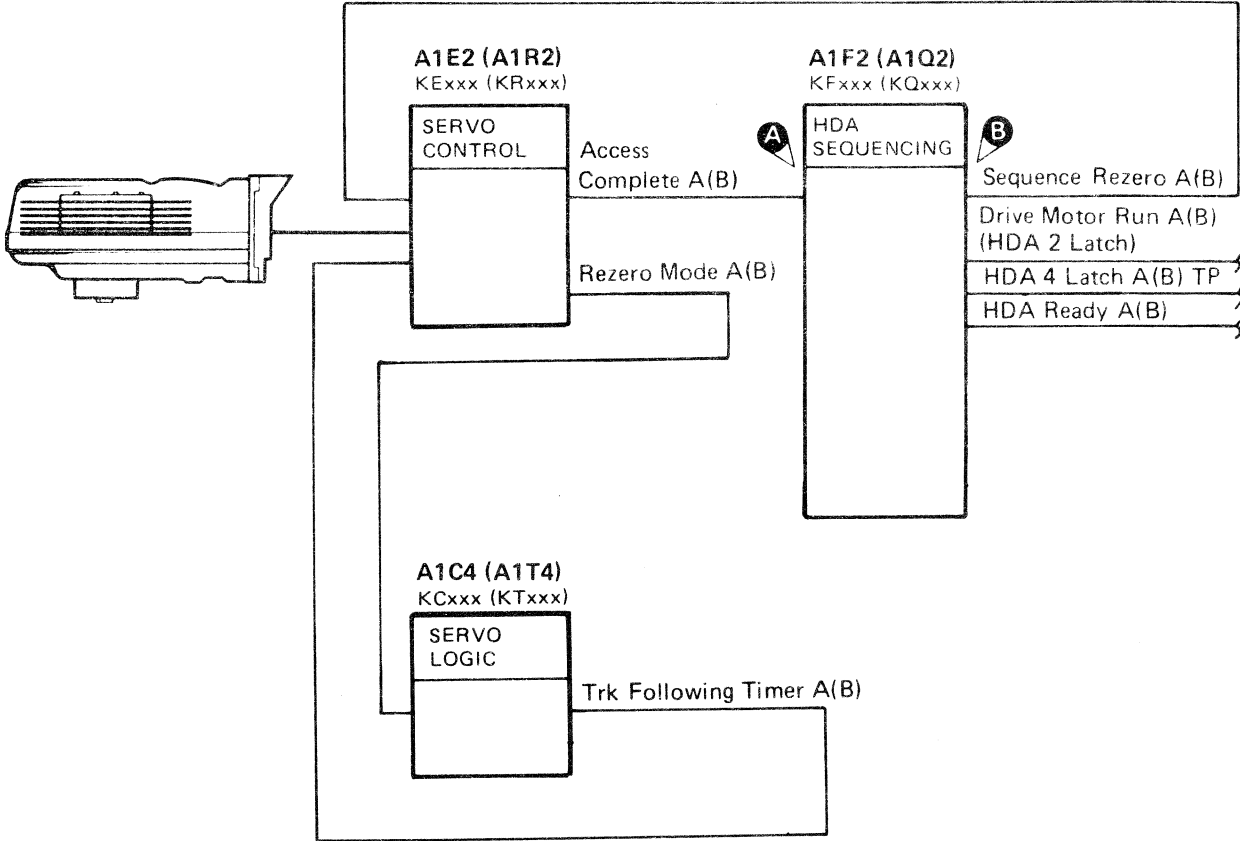 A1E2 (A1R2)
KExxx (KRxxx)
SERVO
CONTROL
Access
Complete A(B)
Rezero Mode A(B)
A1F2 (A1Q2)
KFxxx (KQxxx)
A
HDA
SEQUENCING
B
Sequence Rezero A(B)
Drive Motor Run A(B)
(HDA 2 Latch)
HDA 4 Latch A(B) TP
HDA Ready A(B)
A1C4 (A1T4)
KCxxx (KTxxx)
SERVO
LOGIC
Trk Following Timer A(B)